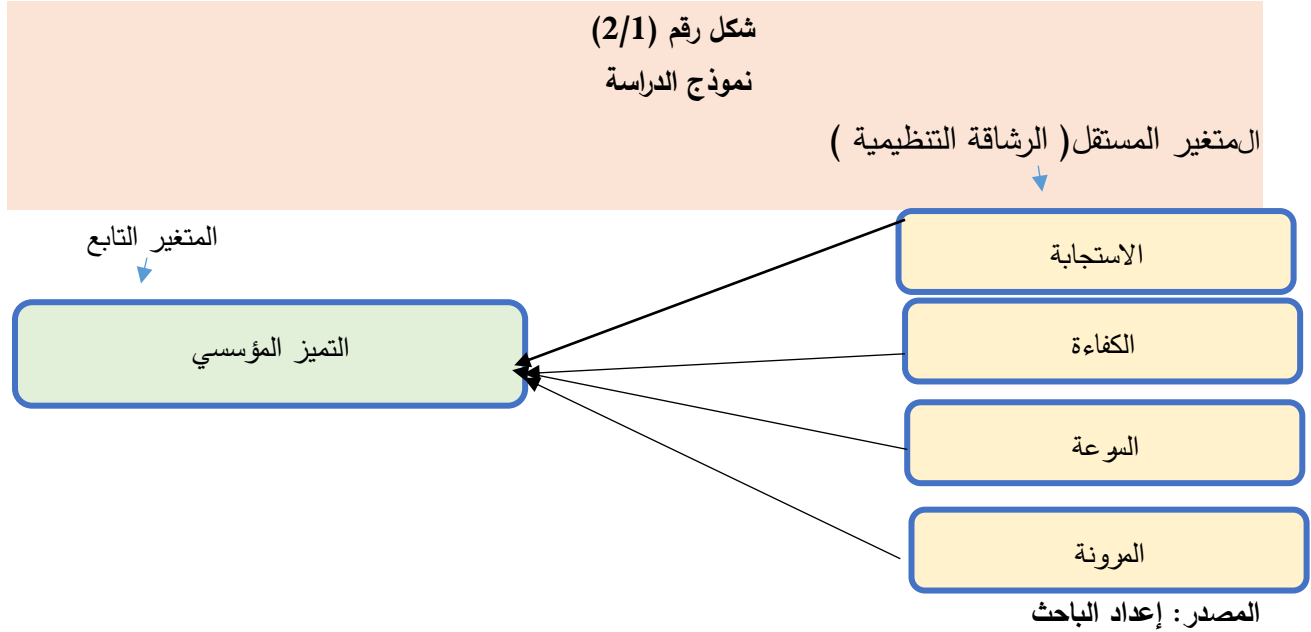 شكل رقم (2/1)
نموذج الدراسة
المتغير المستقل( الرشاقة التنظيمية )
المتغير التابع
الاستجابة
التميز المؤسسي
الكفاءة
السرعة
المرونة
المصدر: إعداد الباحث